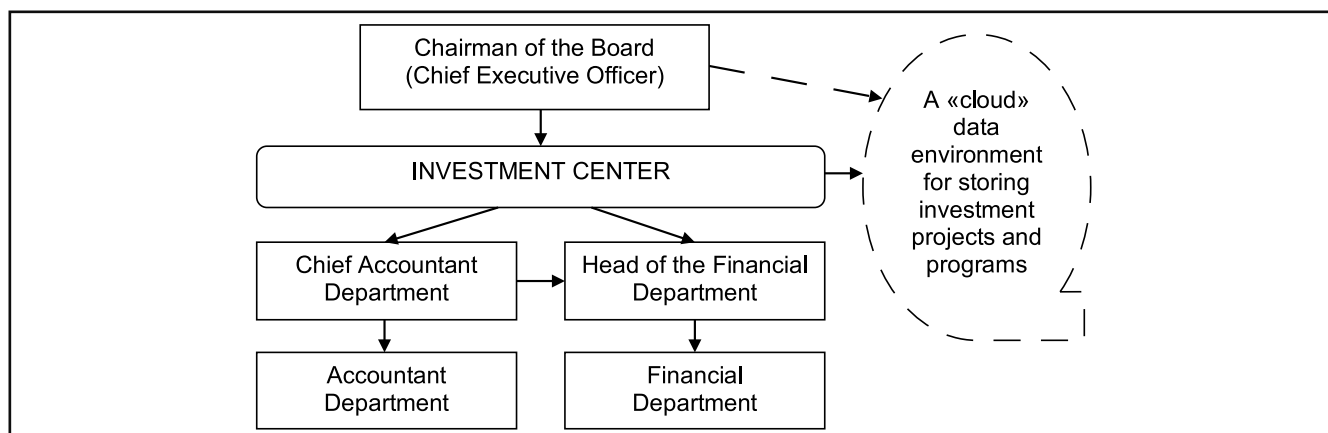 Chairman of the Board
(Chief Executive Officer)
A «cloud»
data
environment
for storing
investment
projects and
programs
INVESTMENT CENTER
Chief Accountant
Department
Head of the Financial
Department
Accountant
Department
Financial
Department